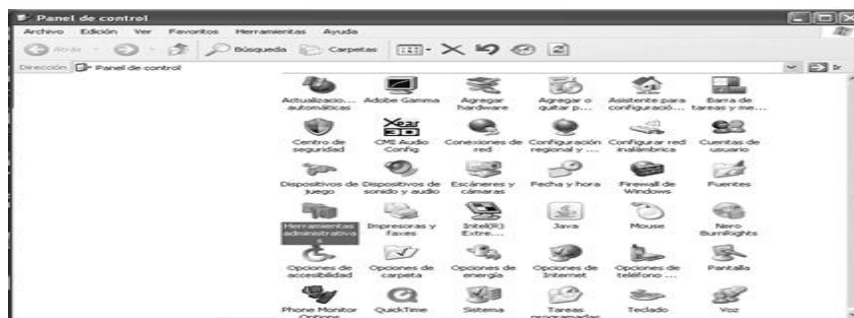 Panel de control
Archivo Edición Ver Favoritos Herramientas Ayuda
Atrás Búsqueda Carpetas
Dirección Panel de control Ir
Actualizacio... automáticas
Adobe Gamma
Agregar hardware
Agregar o quitar p...
Asistente para configuració...
Barra de tareas y me...
Centro de seguridad
CMI Audio Config
Conexiones de red
Configuración regional y ...
Configurar red inalámbrica
Cuentas de usuario
Dispositivos de juego
Dispositivos de sonido y audio
Escáneres y cámaras
Fecha y hora
Firewall de Windows
Fuentes
Herramientas administrativas
Impresoras y faxes
Intel(R) Extre...
Java
Mouse
Nero BurnRights
Opciones de accesibilidad
Opciones de carpeta
Opciones de energía
Opciones de Internet
Opciones de teléfono ...
Pantalla
Phone Monitor Options
QuickTime
Sistema
Tareas programadas
Teclado
Voz
Xear 3D